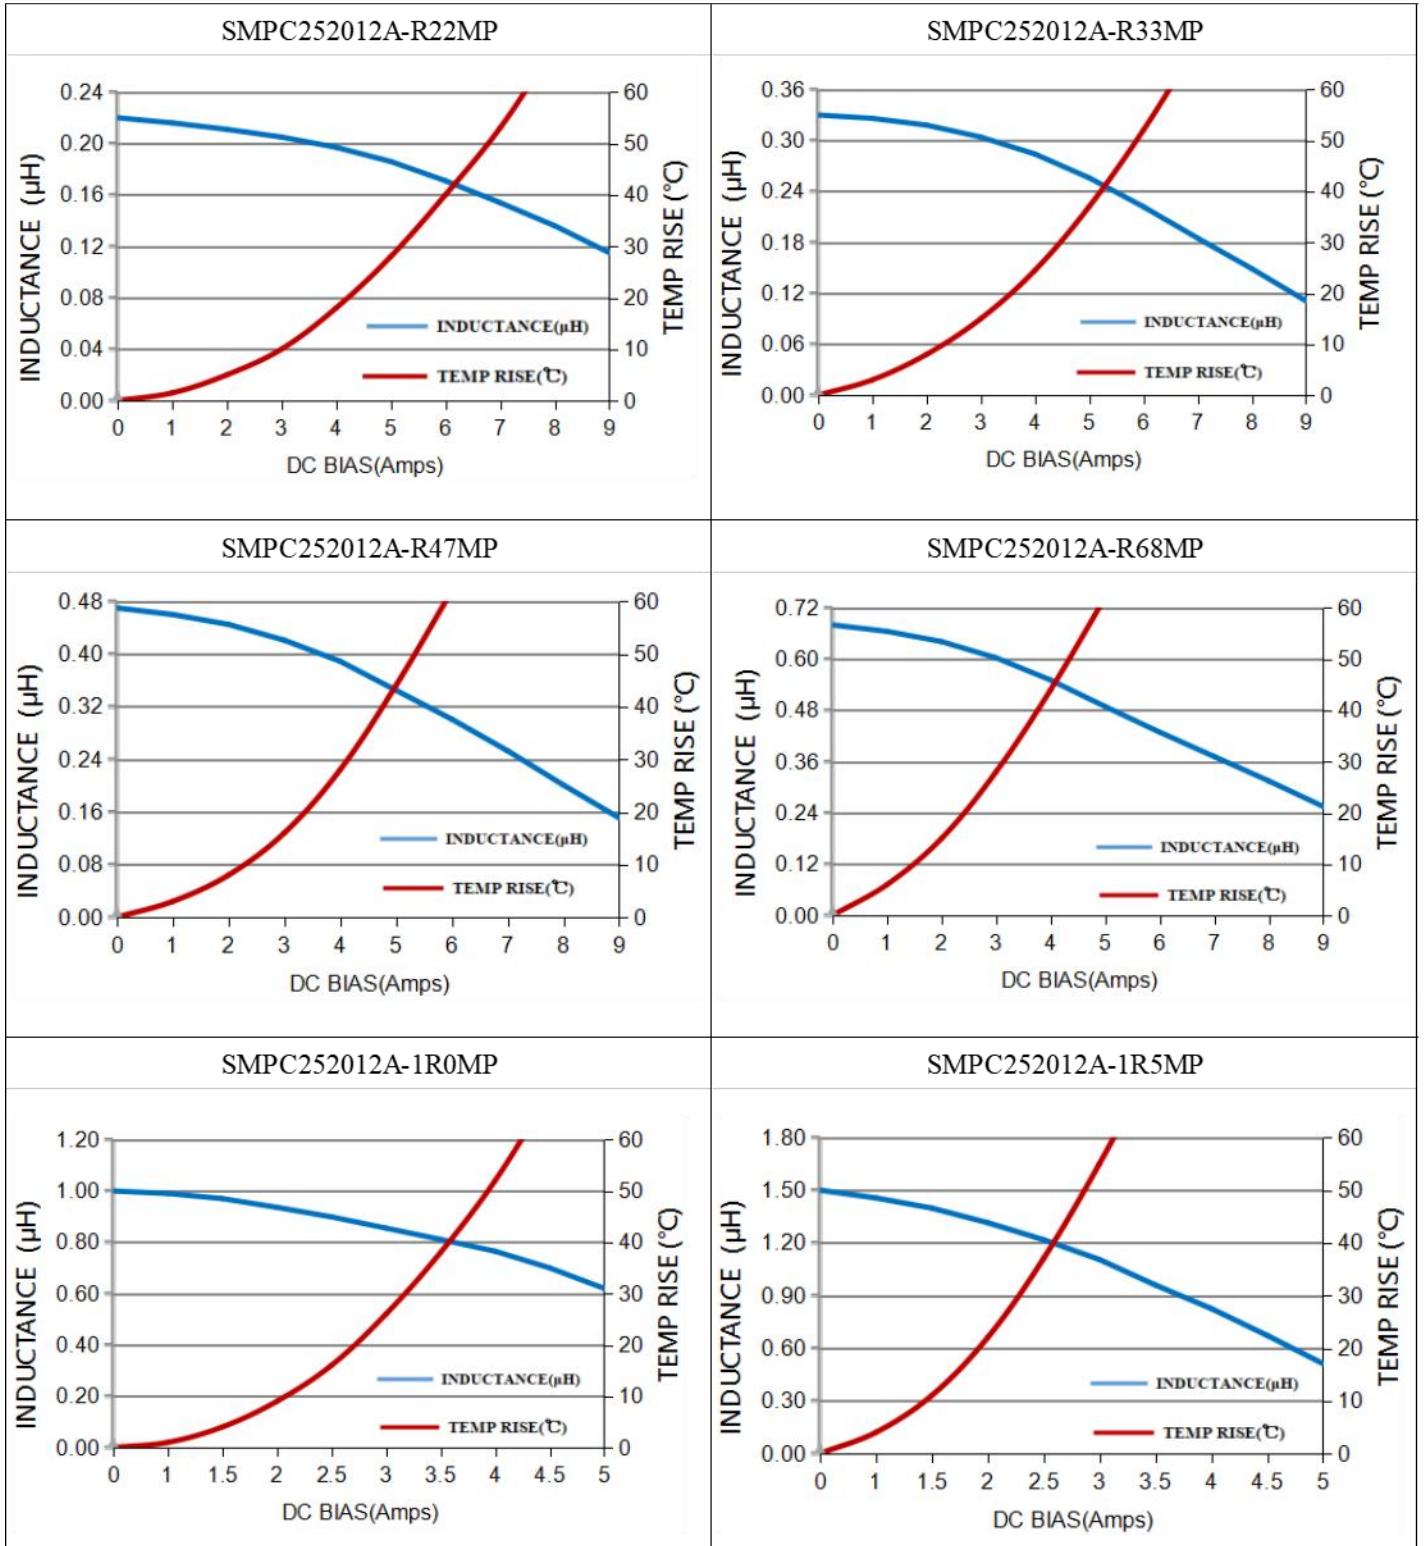 SMPC252012A-R22MP
SMPC252012A-R33MP
INDUCTANCE (μH)
0.24
0.20
0.16
0.12
0.08
0.04
0.00
60
50
40
30
20
10
0
TEMP RISE (°C)
INDUCTANCE(μH)
TEMP RISE(℃)
0 1 2 3 4 5 6 7 8 9
DC BIAS(Amps)
INDUCTANCE (μH)
0.36
0.30
0.24
0.18
0.12
0.06
0.00
60
50
40
30
20
10
0
TEMP RISE (°C)
INDUCTANCE(μH)
TEMP RISE(℃)
0 1 2 3 4 5 6 7 8 9
DC BIAS(Amps)
SMPC252012A-R47MP
SMPC252012A-R68MP
INDUCTANCE (μH)
0.48
0.40
0.32
0.24
0.16
0.08
0.00
60
50
40
30
20
10
0
TEMP RISE (°C)
INDUCTANCE(μH)
TEMP RISE(℃)
0 1 2 3 4 5 6 7 8 9
DC BIAS(Amps)
INDUCTANCE (μH)
0.72
0.60
0.48
0.36
0.24
0.12
0.00
60
50
40
30
20
10
0
TEMP RISE (°C)
INDUCTANCE(μH)
TEMP RISE(℃)
0 1 2 3 4 5 6 7 8 9
DC BIAS(Amps)
SMPC252012A-1R0MP
SMPC252012A-1R5MP
INDUCTANCE (μH)
1.20
1.00
0.80
0.60
0.40
0.20
0.00
60
50
40
30
20
10
0
TEMP RISE (°C)
INDUCTANCE(μH)
TEMP RISE(℃)
0 1 1.5 2 2.5 3 3.5 4 4.5 5
DC BIAS(Amps)
INDUCTANCE (μH)
1.80
1.50
1.20
0.90
0.60
0.30
0.00
60
50
40
30
20
10
0
TEMP RISE (°C)
INDUCTANCE(μH)
TEMP RISE(℃)
0 1 1.5 2 2.5 3 3.5 4 4.5 5
DC BIAS(Amps)